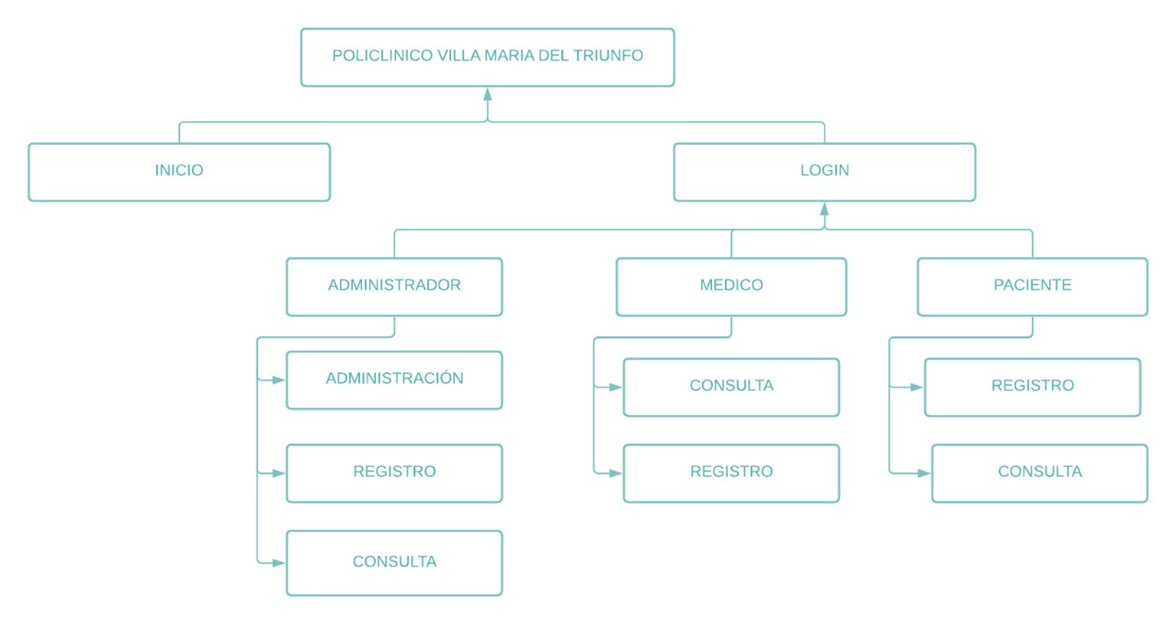 POLICLINICO VILLA MARIA DEL TRIUNFO
INICIO
LOGIN
ADMINISTRADOR
MEDICO
PACIENTE
ADMINISTRACIÓN
CONSULTA
REGISTRO
REGISTRO
REGISTRO
CONSULTA
CONSULTA